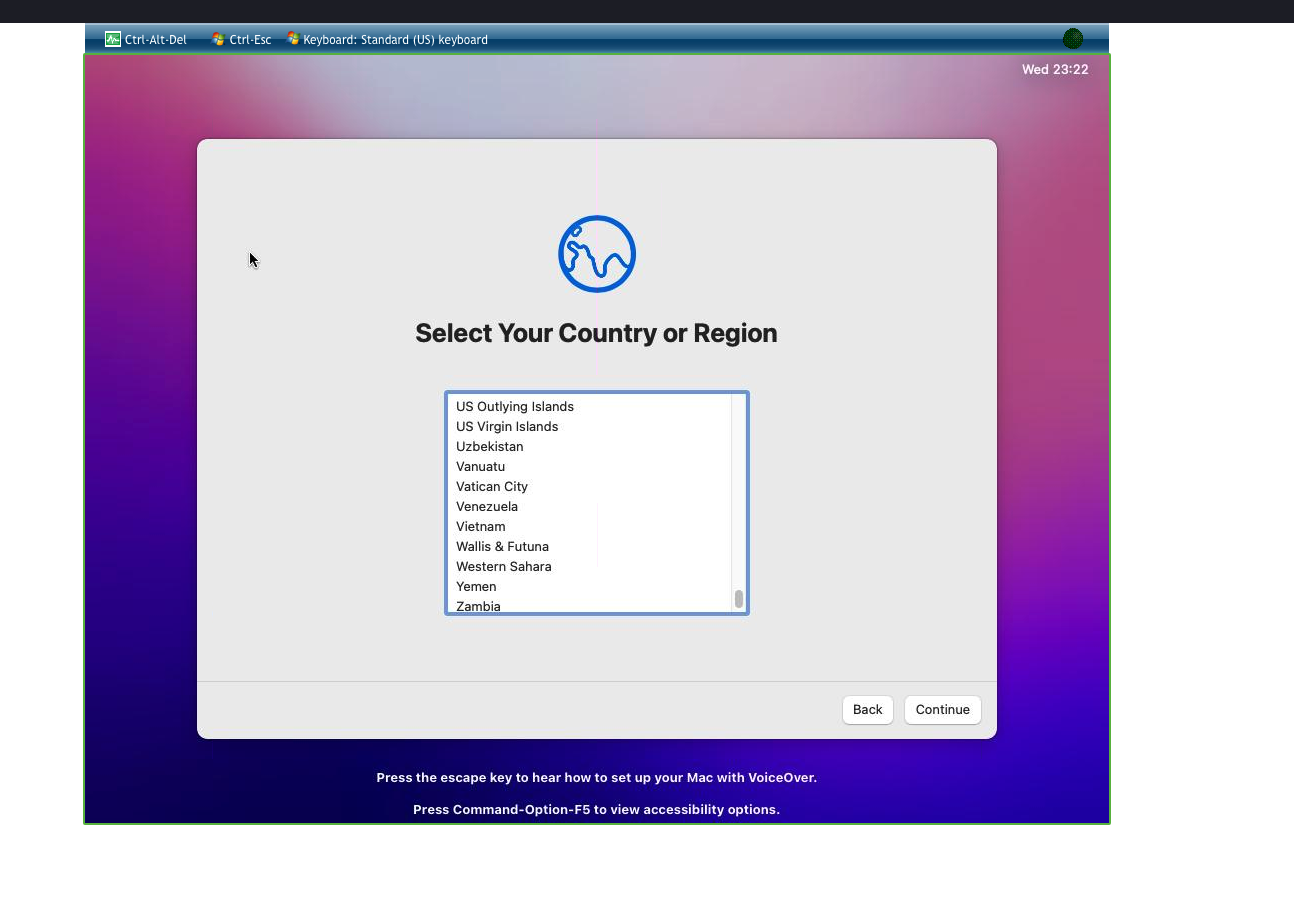 Ctrl-Alt-Del Ctrl-Esc Keyboard: Standard (US) keyboard
Wed 23:22
Select Your Country or Region
US Outlying Islands
US Virgin Islands
Uzbekistan
Vanuatu
Vatican City
Venezuela
Vietnam
Wallis & Futuna
Western Sahara
Yemen
Zambia
Back Continue
Press the escape key to hear how to set up your Mac with VoiceOver.
Press Command-Option-F5 to view accessibility options.